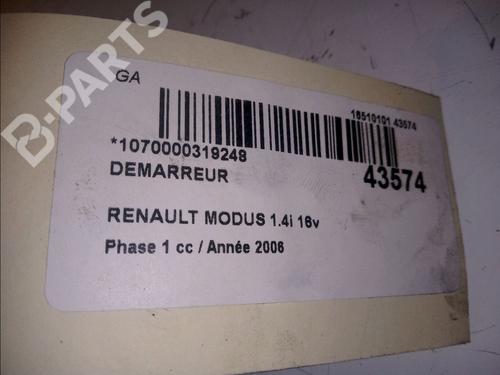 B-PARTS
GA
16510101 43574
*1070000319248
DEMARREUR
43574
RENAULT MODUS 1.4i 16v
Phase 1 cc / Année 2006